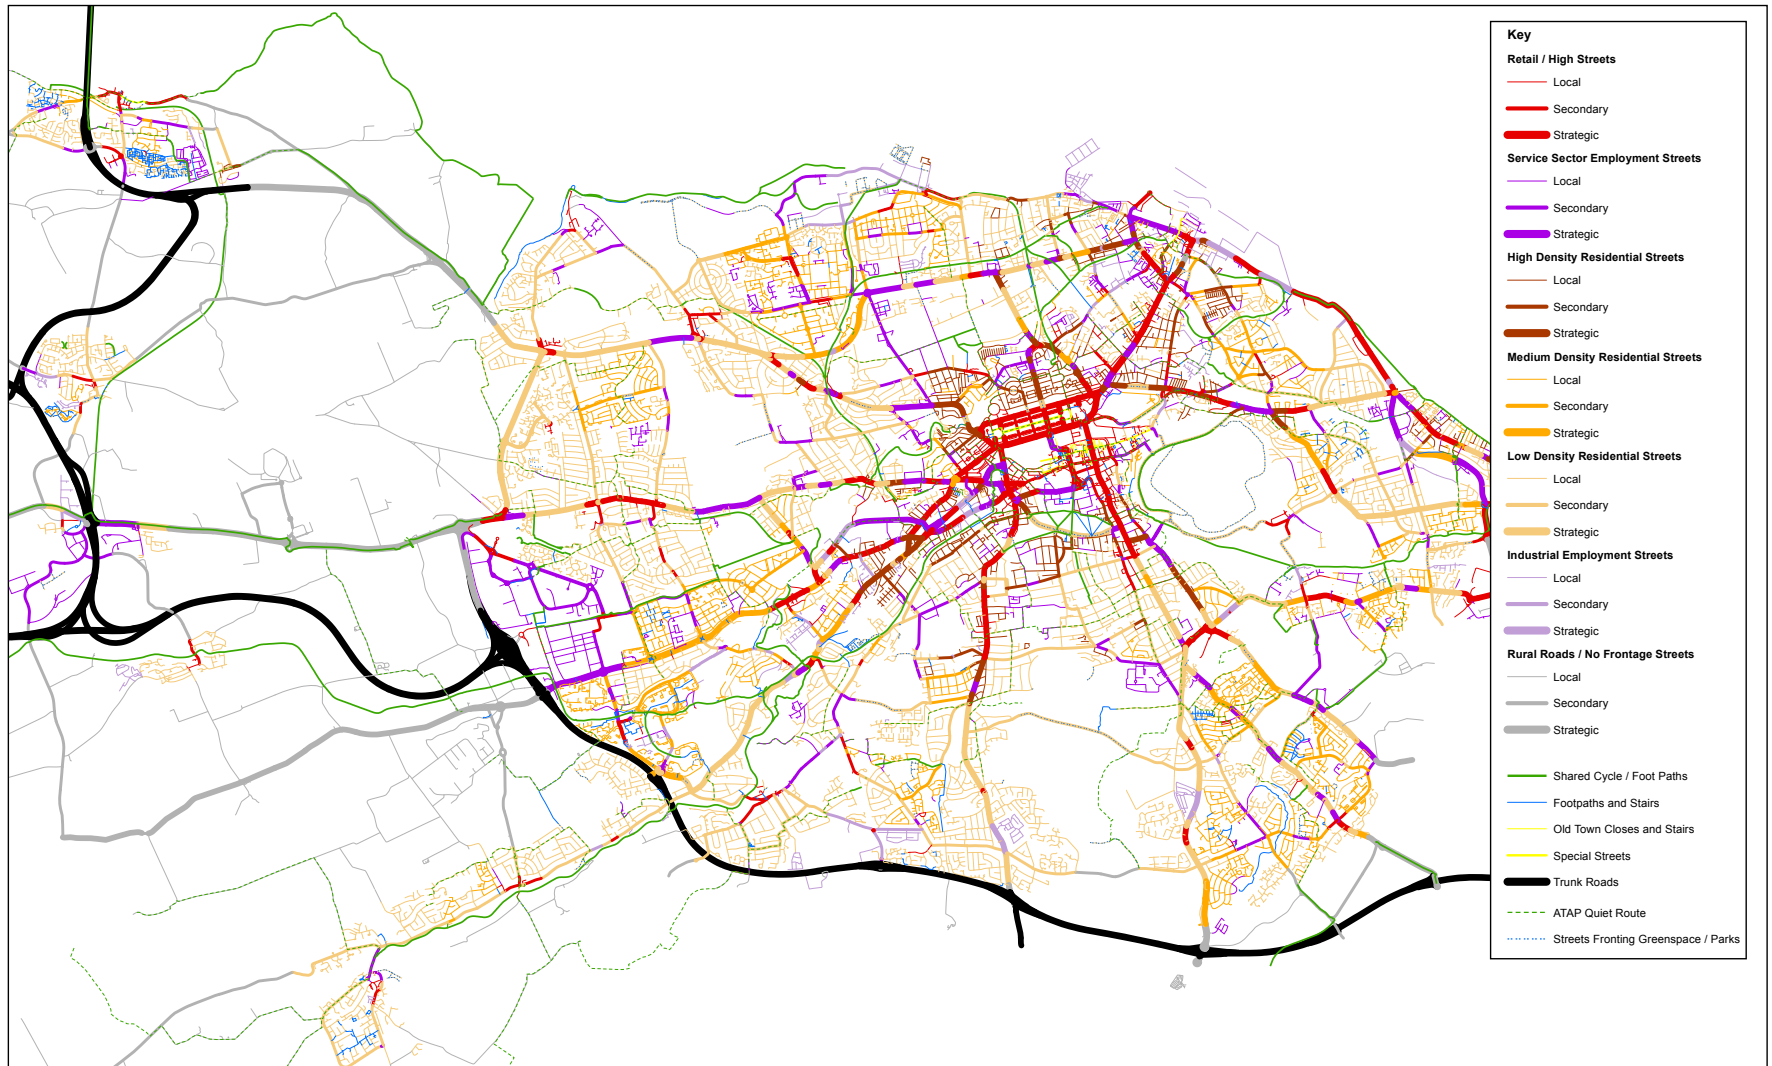 Key
Retail / High Streets
Local
Secondary
Strategic
Service Sector Employment Streets
Local
Secondary
Strategic
High Density Residential Streets
Local
Secondary
Strategic
Medium Density Residential Streets
Local
Secondary
Strategic
Low Density Residential Streets
Local
Secondary
Strategic
Industrial Employment Streets
Local
Secondary
Strategic
Rural Roads / No Frontage Streets
Local
Secondary
Strategic
Shared Cycle / Foot Paths
Footpaths and Stairs
Old Town Closes and Stairs
Special Streets
Trunk Roads
ATAP Quiet Route
Streets Fronting Greenspace / Parks